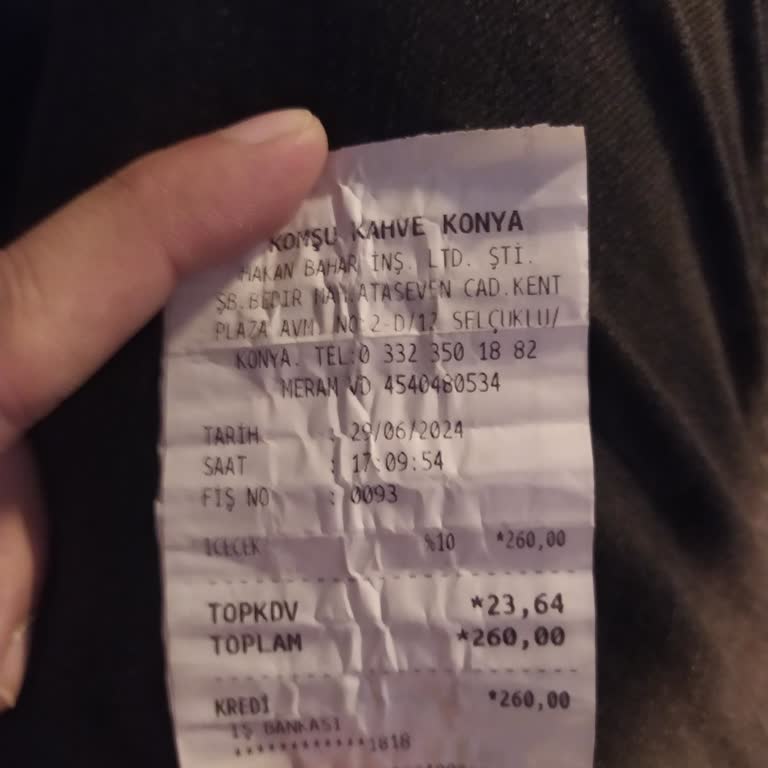 KOMŞU KAHVE KONYA
HAKAN BAHAR İNŞ. LTD. ŞTİ.
ŞB.BEDIR MAH.ATASEVEN CAD.KENT
PLAZA AVM. NO:2-D/12 SELÇUKLU/
KONYA. TEL:0 332 350 18 82
MERAM VD 4540480534
TARİH : 29/06/2024
SAAT : 17:09:54
FİŞ NO : 0093
İÇECEK %10 *260,00
TOPKDV *23,64
TOPLAM *260,00
KREDİ *260,00
İŞ BANKASI
************1818